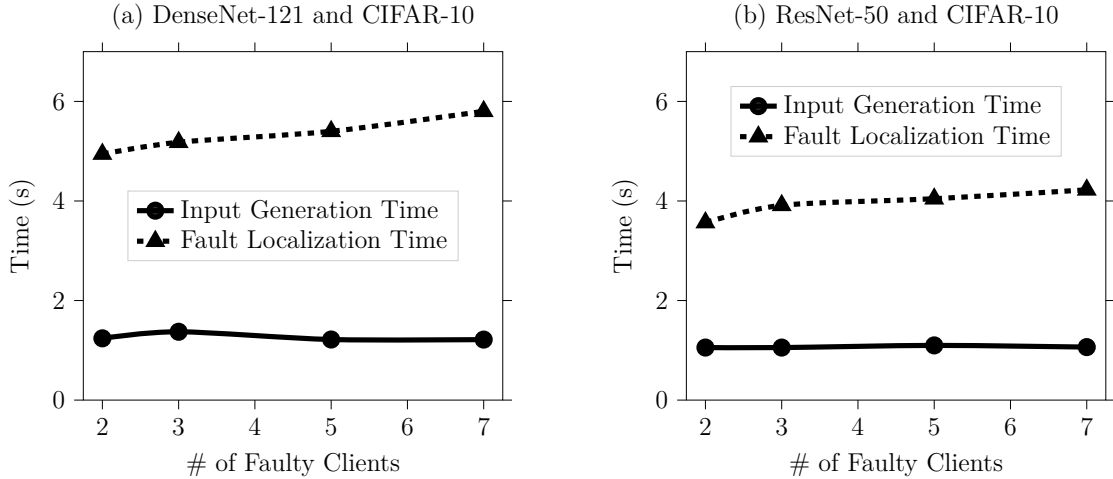 (a) DenseNet-121 and CIFAR-10
6
4
2
0
Time (s)
Input Generation Time
Fault Localization Time
2 3 4 5 6 7
# of Faulty Clients
(b) ResNet-50 and CIFAR-10
6
4
2
0
Time (s)
Input Generation Time
Fault Localization Time
2 3 4 5 6 7
# of Faulty Clients